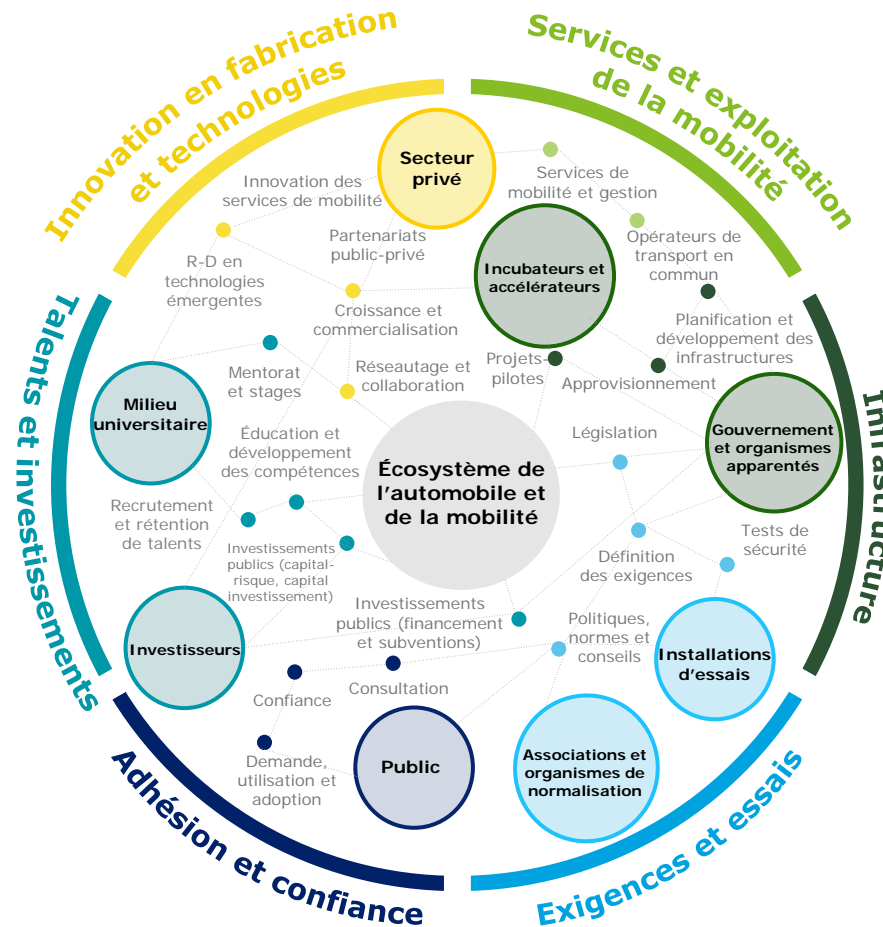 Innovation en fabrication
et technologies
Services et exploitation
de la mobilité
Secteur
privé
Innovation des
services de mobilité
Services de
mobilité et gestion
Partenariats
public-privé
Opérateurs de
transport en
commun
R-D en
technologies
émergentes
Incubateurs et
accélérateurs
Croissance et
commercialisation
Planification et
développement des
infrastructures
Talents et investissements
Mentorat
et stages
Réseautage et
collaboration
Projets-
pilotes
Approvisionnement
Infrastructure
Milieu
universitaire
Éducation et
développement
des compétences
Législation
Gouvernement
et organismes
apparentés
Écosystème de
l'automobile et
de la mobilité
Recrutement
et rétention
de talents
Investissements
publics (capital-
risque, capital
investissement)
Définition
des exigences
Tests de
sécurité
Investissements
publics (financement
et subventions)
Politiques,
normes et
conseils
Investisseurs
Installations
d'essais
Confiance
Consultation
Demande,
utilisation et
adoption
Public
Associations et
organismes de
normalisation
Adhésion et confiance
Exigences et essais